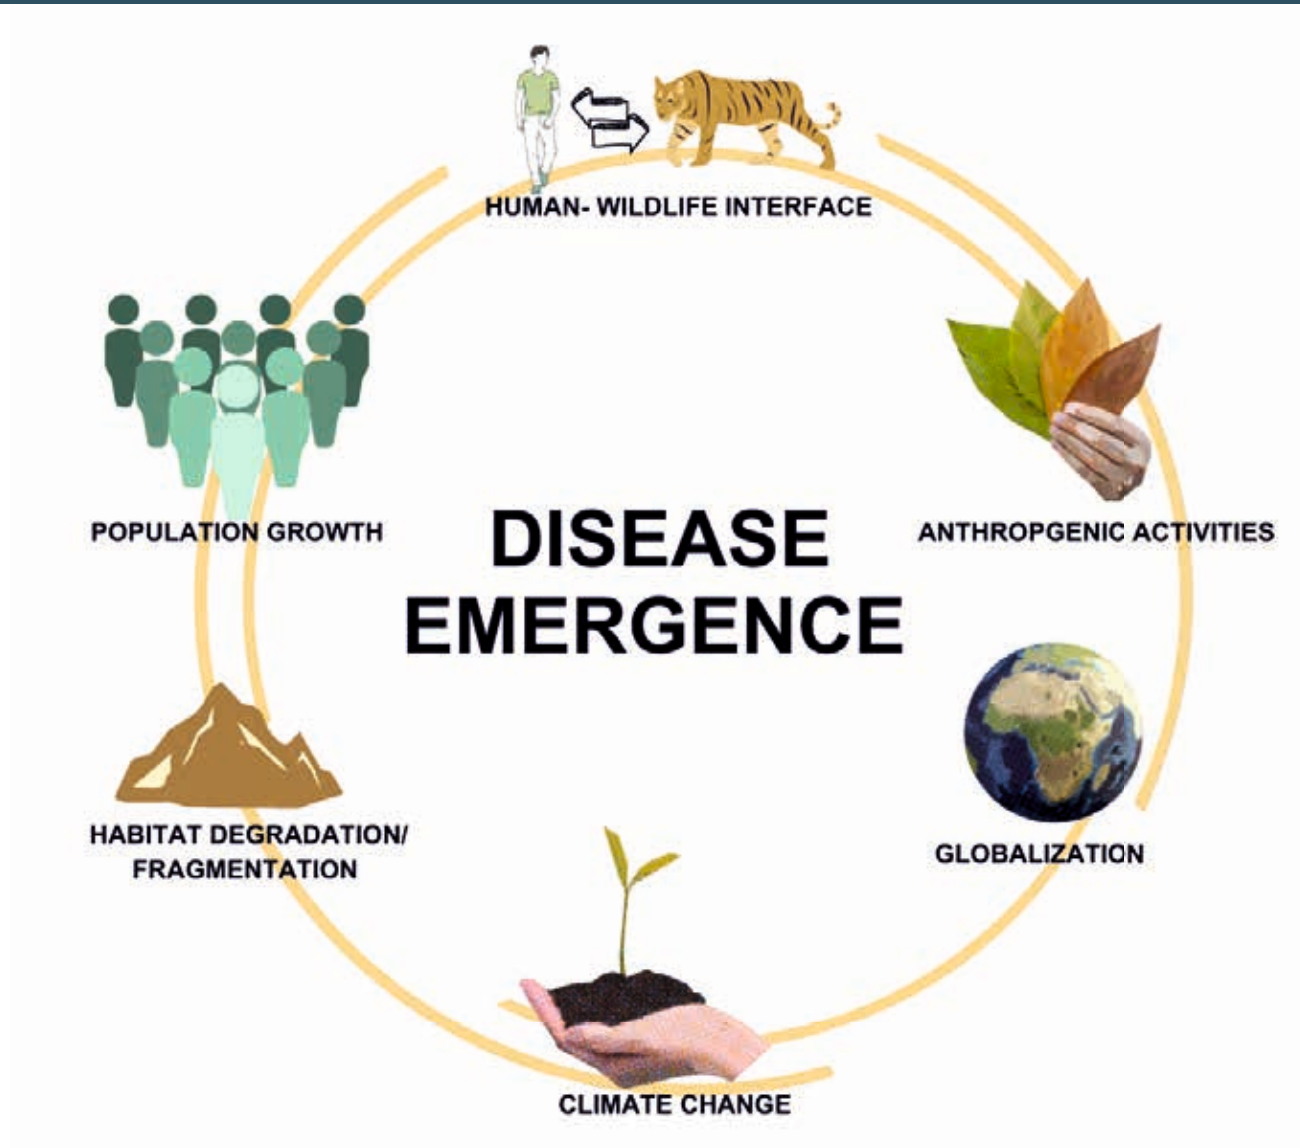 HUMAN- WILDLIFE INTERFACE
POPULATION GROWTH
ANTHROPGENIC ACTIVITIES
DISEASE
EMERGENCE
HABITAT DEGRADATION/
FRAGMENTATION
GLOBALIZATION
CLIMATE CHANGE